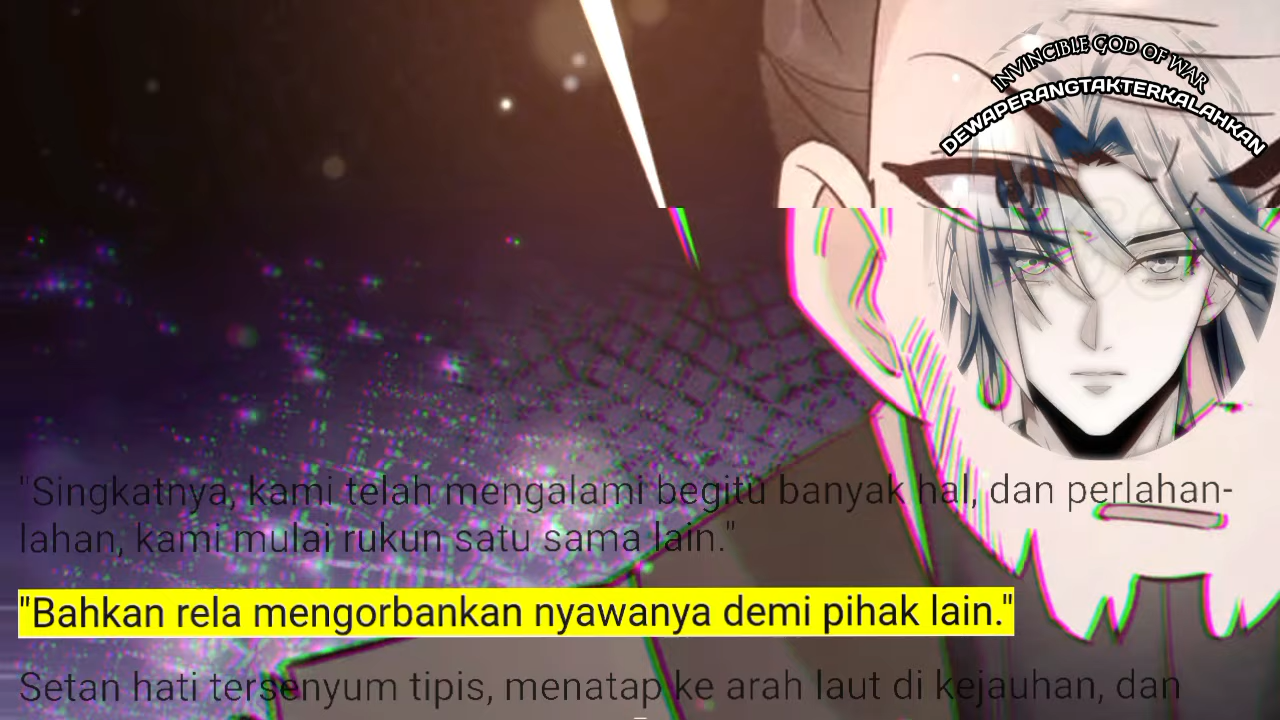 INVINCIBLE GOD OF WAR
DEWAPERANGTAKTERKALAHKAN
"Singkatnya, kami telah mengalami begitu banyak hal, dan perlahan-
lahan, kami mulai rukun satu sama lain."
"Bahkan rela mengorbankan nyawanya demi pihak lain."
Setan hati tersenyum tipis, menatap ke arah laut di kejauhan, dan